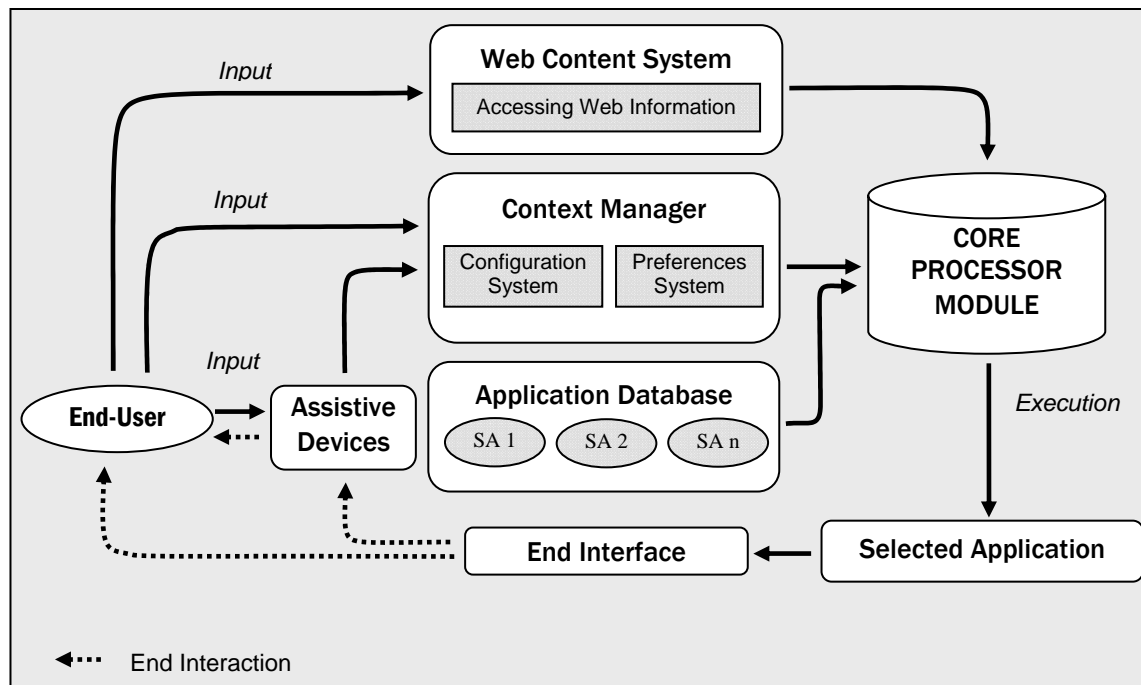 Input
Web Content System
Accessing Web Information
Input
Context Manager
Configuration
System
Preferences
System
CORE
PROCESSOR
MODULE
Input
End-User
Assistive
Devices
Application Database
SA 1
SA 2
SA n
Execution
End Interface
Selected Application
End Interaction